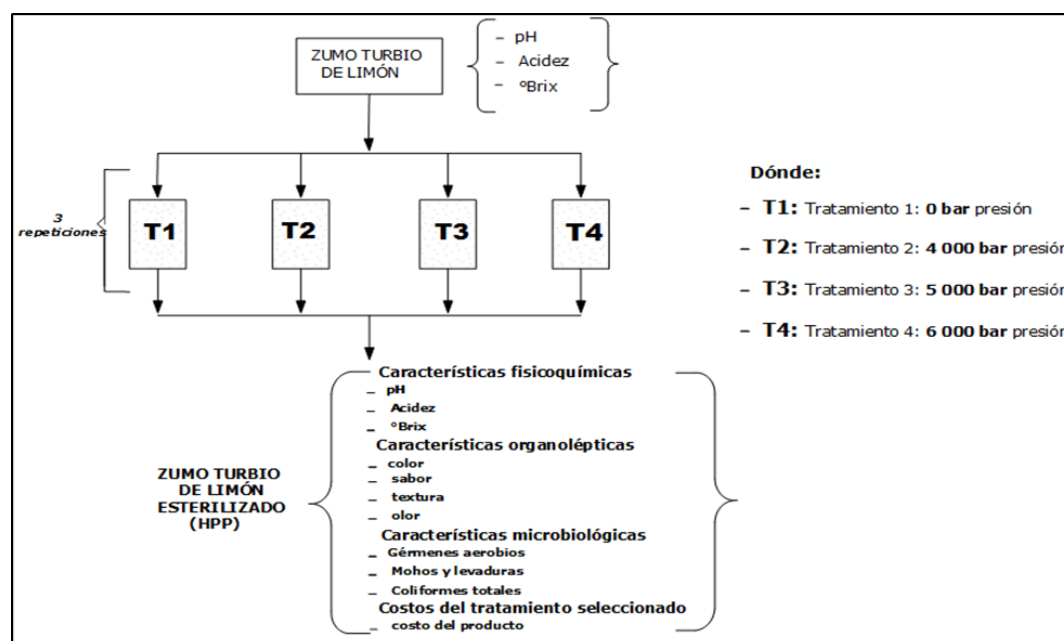 ZUMO TURBIO
DE LIMÓN
– pH
– Acidez
– ºBrix
3
repeticiones
T1
T2
T3
T4
Dónde:
– T1: Tratamiento 1: 0 bar presión
– T2: Tratamiento 2: 4 000 bar presión
– T3: Tratamiento 3: 5 000 bar presión
– T4: Tratamiento 4: 6 000 bar presión
ZUMO TURBIO
DE LIMÓN
ESTERILIZADO
(HPP)
Características fisicoquímicas
– pH
– Acidez
– ºBrix
Características organolépticas
– color
– sabor
– textura
– olor
Características microbiológicas
– Gérmenes aerobios
– Mohos y levaduras
– Coliformes totales
Costos del tratamiento seleccionado
– costo del producto